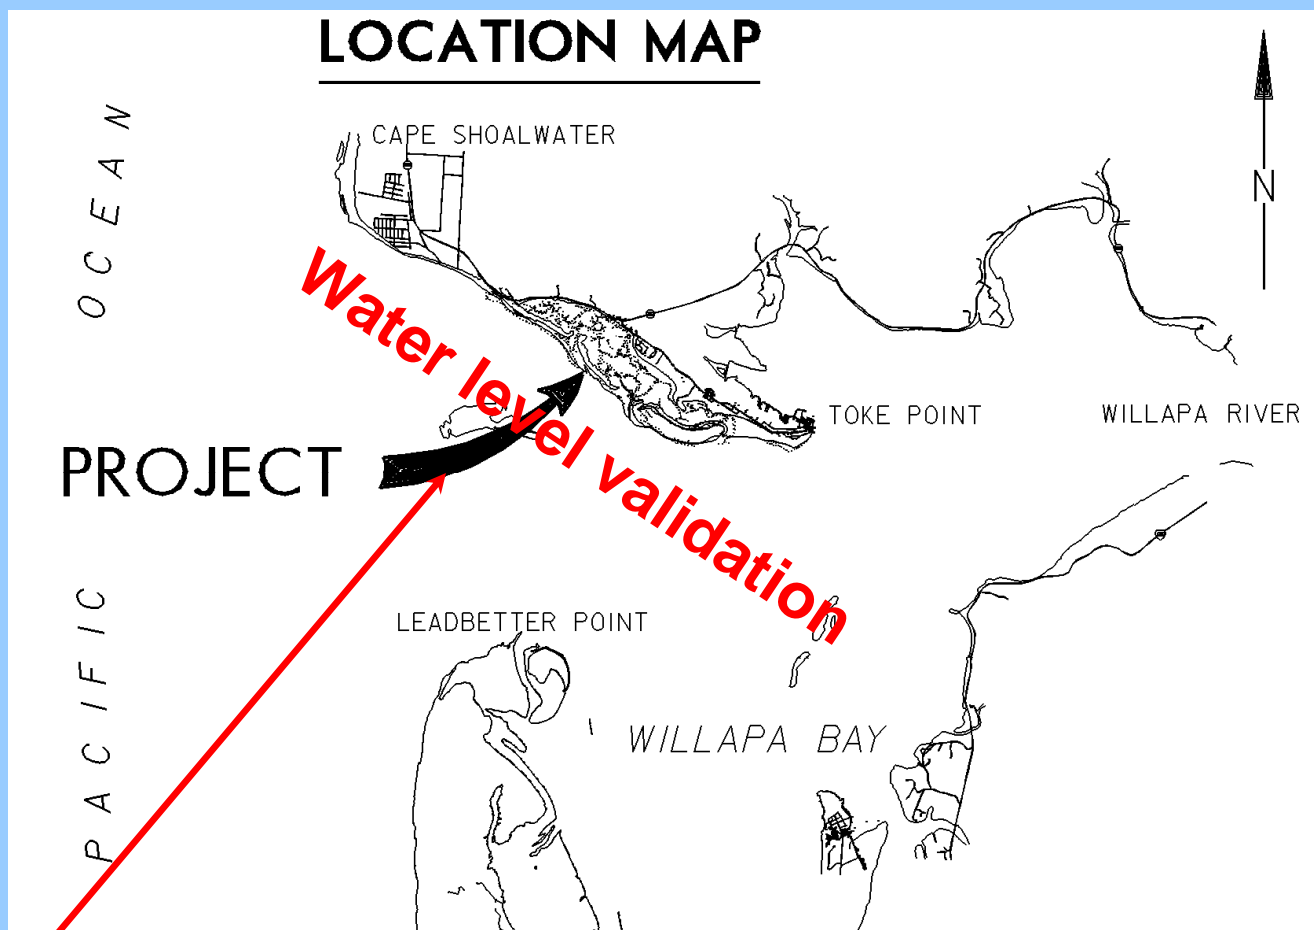 LOCATION MAP
CAPE SHOALWATER
N
PACIFIC OCEAN
Water level validation
TOKE POINT
WILLAPA RIVER
PROJECT
LEADBETTER POINT
WILLAPA BAY